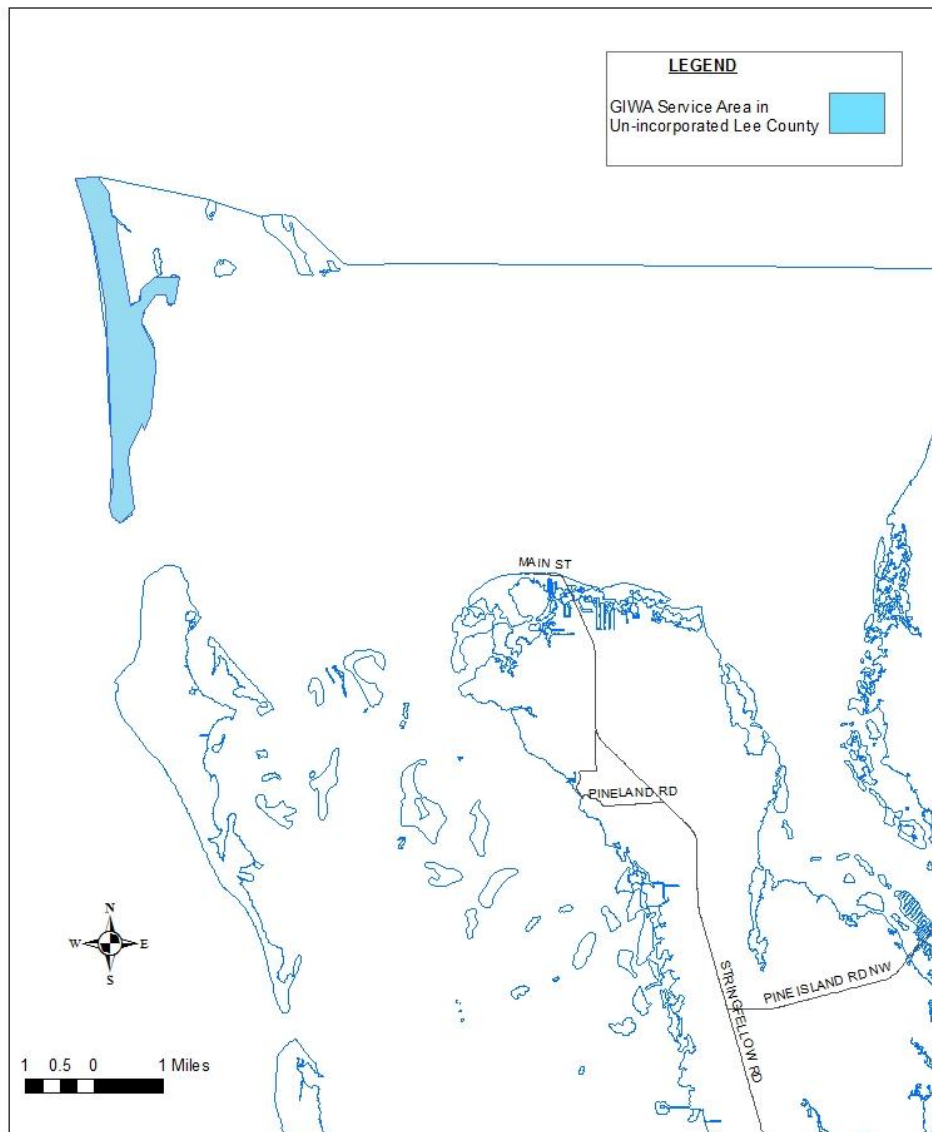 LEGEND
GIWA Service Area in
Un-incorporated Lee County
MAIN ST
PINELAND RD
STRINGFELLOW RD
PINE ISLAND RD NW
N
W E
S
1 0.5 0 1 Miles